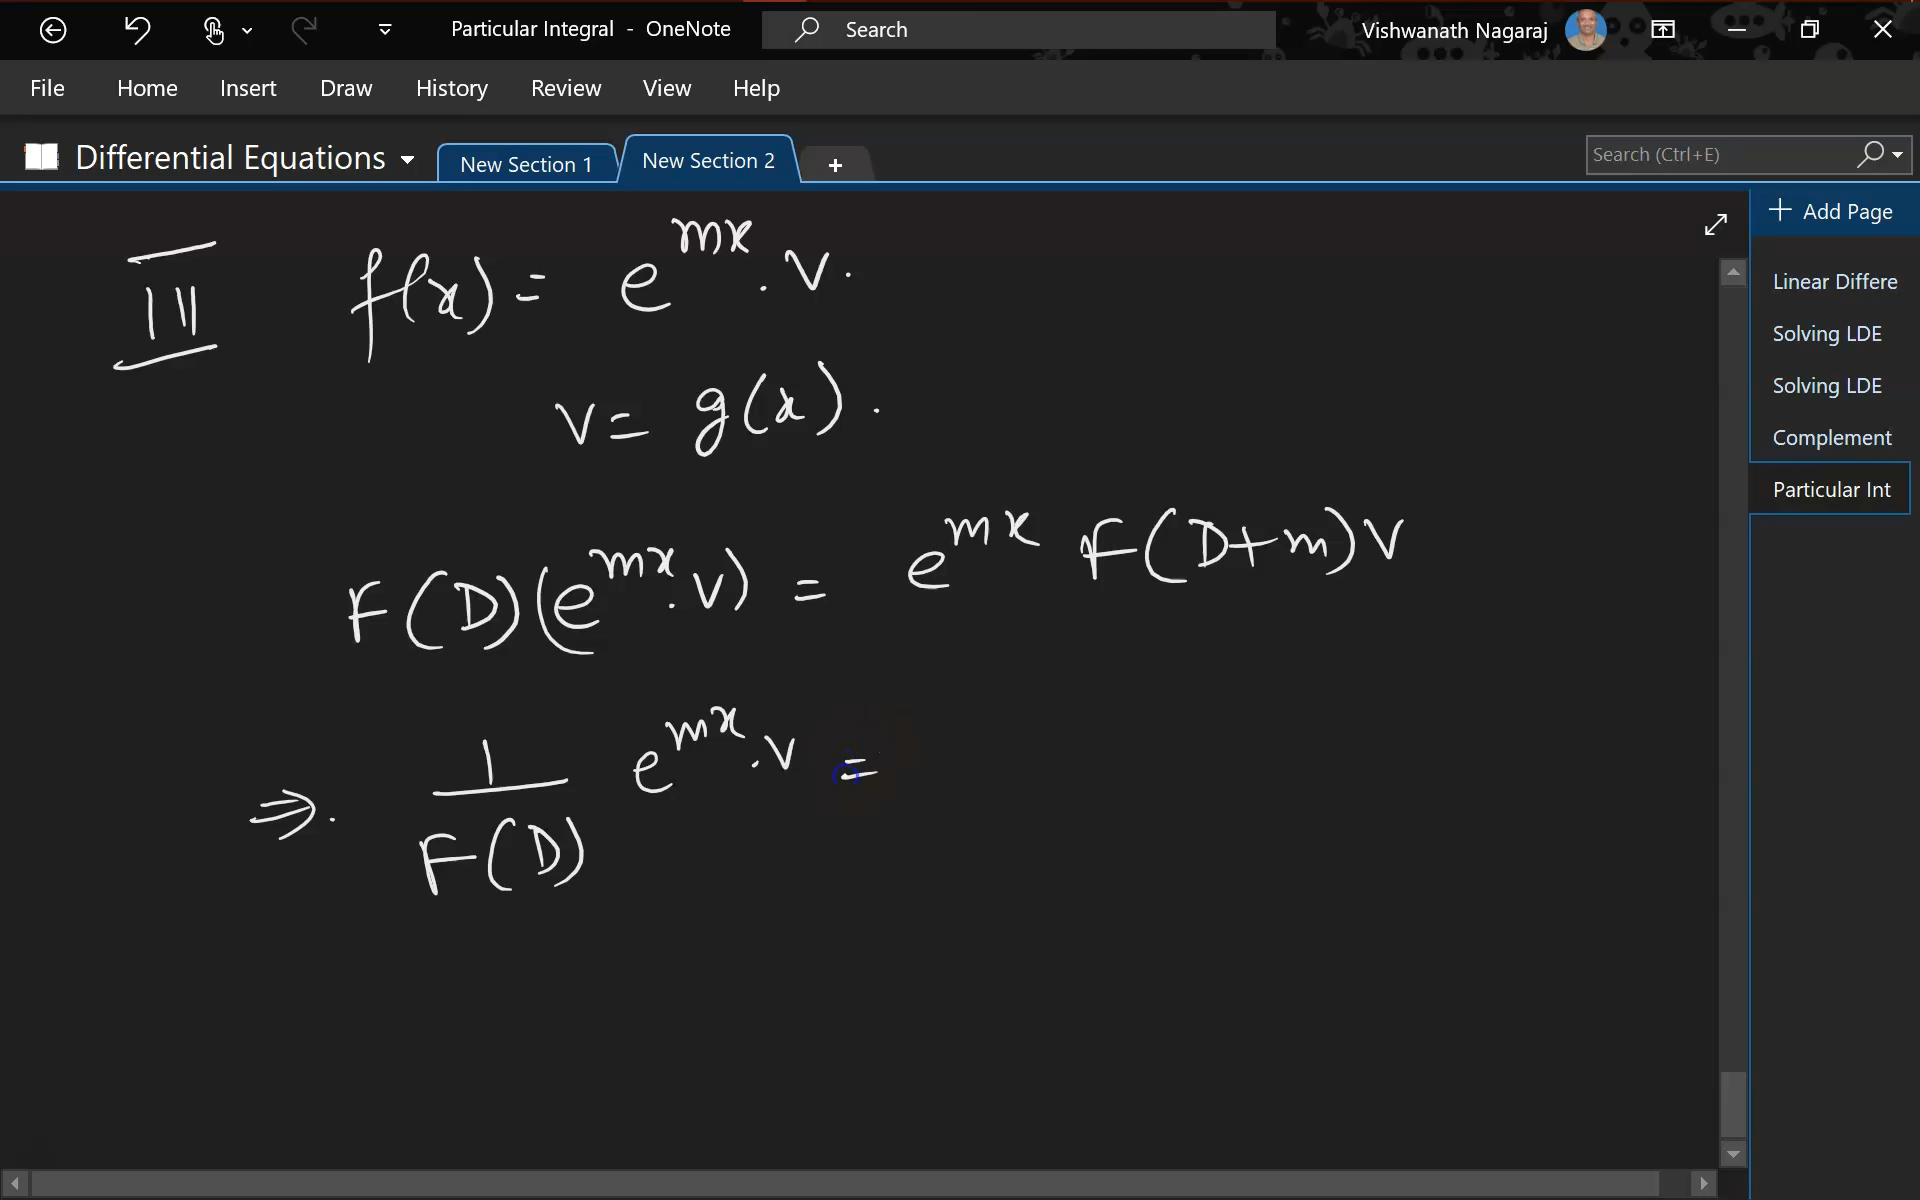 Particular Integral - OneNote
Search
Vishwanath Nagaraj
File Home Insert Draw History Review View Help
Differential Equations
New Section 1
New Section 2
+
Search (Ctrl+E)
+ Add Page
Linear Differe
Solving LDE
Solving LDE
Complement
Particular Int
III f(x) = e^{mx} . V.
V = g(x).
F(D)(e^{mx} . V) = e^{mx} F(D+m)V
⇒. \frac{1}{F(D)} e^{mx} . V =